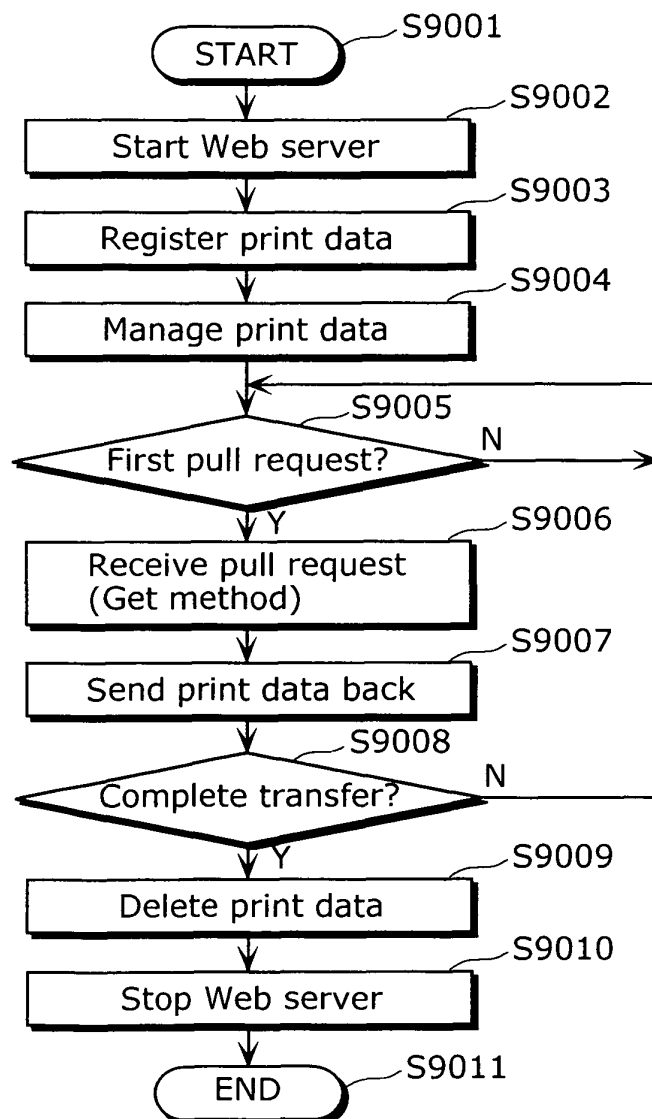 S9001
START
S9002
Start Web server
S9003
Register print data
S9004
Manage print data
S9005
First pull request?
N
Y
S9006
Receive pull request
(Get method)
S9007
Send print data back
S9008
Complete transfer?
N
Y
S9009
Delete print data
S9010
Stop Web server
S9011
END